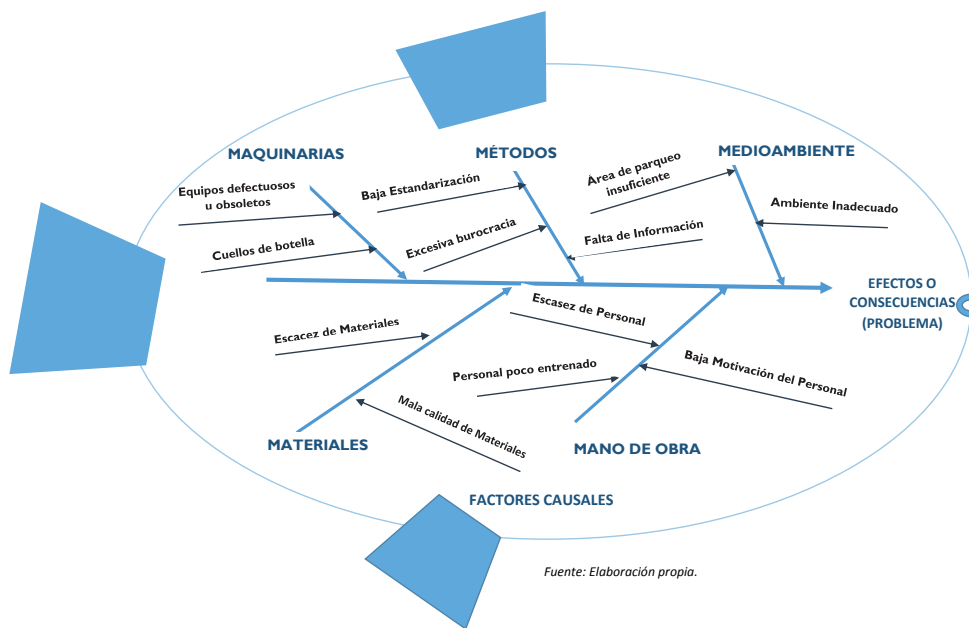 MAQUINARIAS
MÉTODOS
MEDIOAMBIENTE
Equipos defectuosos
u obsoletos
Baja Estandarización
Área de parqueo
insuficiente
Ambiente Inadecuado
Cuellos de botella
Excesiva burocracia
Falta de Información
EFECTOS O
CONSECUENCIAS
(PROBLEMA)
Escacez de Materiales
Escasez de Personal
Personal poco entrenado
Baja Motivación del Personal
Mala calidad de Materiales
MATERIALES
MANO DE OBRA
FACTORES CAUSALES
Fuente: Elaboración propia.